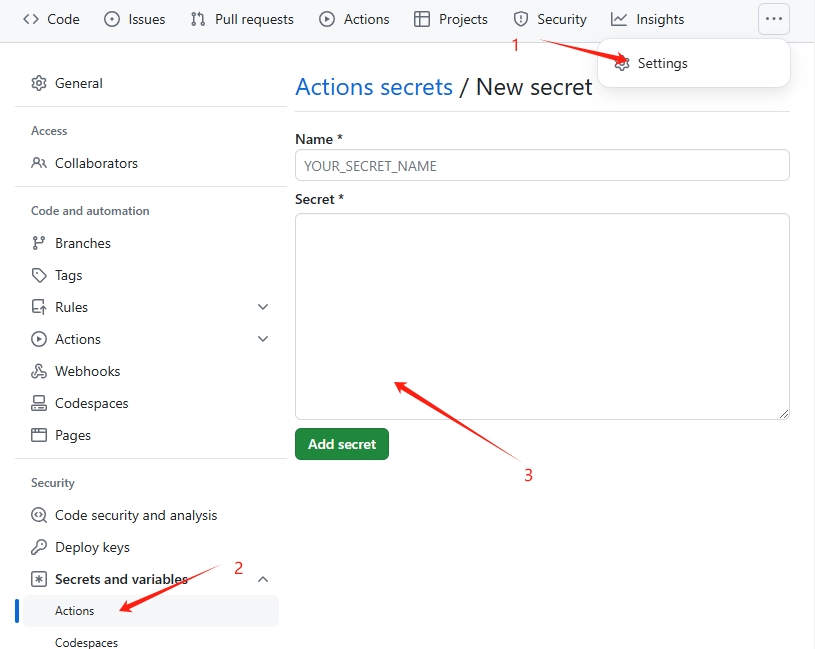 Code Issues Pull requests Actions Projects Security Insights ...
1
Settings
General
Access
Collaborators
Code and automation
Branches
Tags
Rules
Actions
Webhooks
Codespaces
Pages
Security
Code security and analysis
Deploy keys
Secrets and variables
2
Actions
Codespaces
Actions secrets / New secret
Name *
YOUR_SECRET_NAME
Secret *
Add secret
3